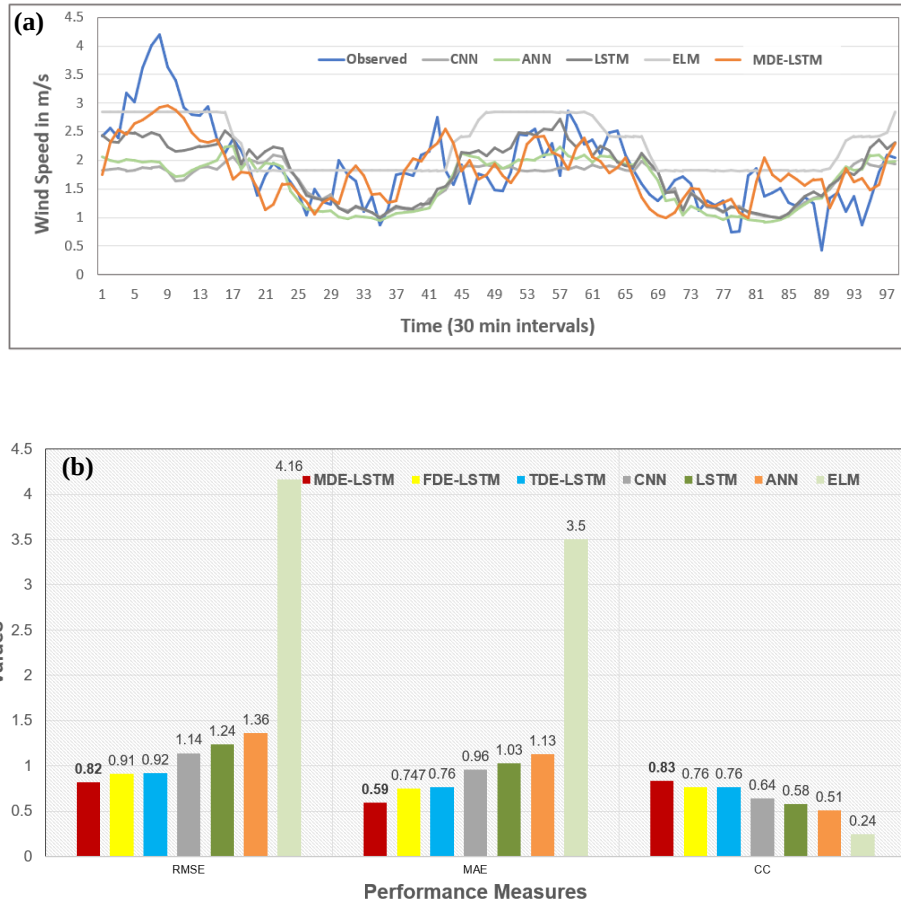 (a)
4.5
4
3.5
3
2.5
2
1.5
1
0.5
0
Wind Speed in m/s
Observed CNN ANN LSTM ELM MDE-LSTM
1 5 9 13 17 21 25 29 33 37 41 45 49 53 57 61 65 69 73 77 81 85 89 93 97
Time (30 min intervals)
(b)
4.5
4
3.5
3
2.5
2
1.5
1
0.5
0
MDE-LSTM FDE-LSTM TDE-LSTM CNN LSTM ANN ELM
0.82 0.91 0.92 1.14 1.24 1.36 4.16
0.59 0.747 0.76 0.96 1.03 1.13 3.5
0.83 0.76 0.76 0.64 0.58 0.51 0.24
RMSE MAE CC
Performance Measures